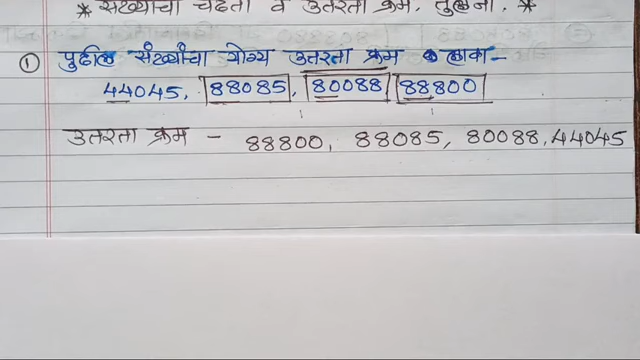 * संख्यांचा चढता व उतरता क्रम, तुलना. *
① पुढील संख्यांचा योग्य उतरता क्रम लावा-
44045, 88085, 80088, 88800
उतरता क्रम - 88800, 88085, 80088, 44045